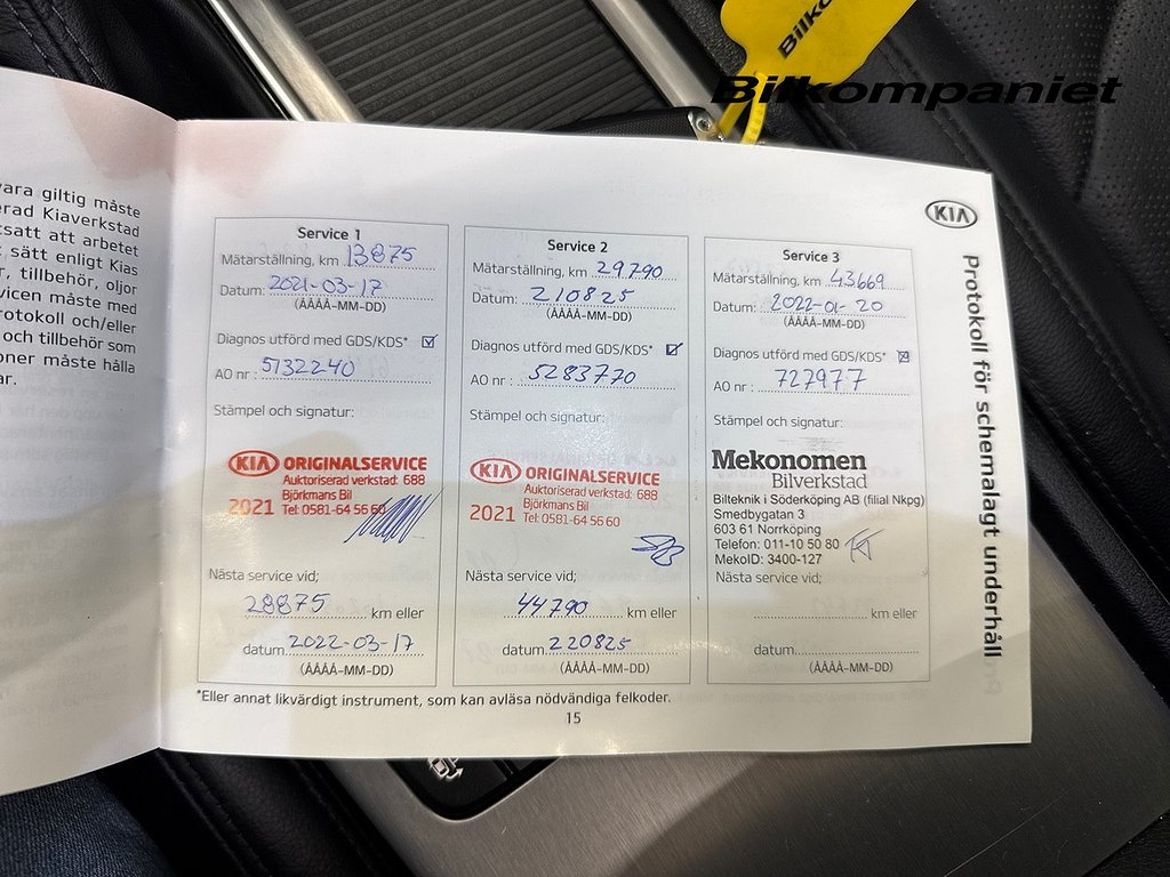 Bilko
Bilkompaniet
vara giltig måste
erad Kiaverkstad
tsatt att arbetet
sätt enligt Kias
r, tillbehör, oljor
vicen måste med
rotokoll och/eller
och tillbehör som
oner måste hålla
ar.
KIA
Protokoll för schemalagt underhåll
Service 1
Mätarställning, km 13875
Datum: 2021-03-17
(ÅÅÅÅ-MM-DD)
Diagnos utförd med GDS/KDS*
AO nr : 5132240
Stämpel och signatur:
KIA ORIGINALSERVICE
Auktoriserad verkstad: 688
Björkmans Bil
2021 Tel: 0581-64 56 60
Nästa service vid;
28875 km eller
datum 2022-03-17
(ÅÅÅÅ-MM-DD)
Service 2
Mätarställning, km 29790
Datum: 210825
(ÅÅÅÅ-MM-DD)
Diagnos utförd med GDS/KDS*
AO nr : 5283770
Stämpel och signatur:
KIA ORIGINALSERVICE
Auktoriserad verkstad: 688
Björkmans Bil
2021 Tel: 0581-64 56 60
Nästa service vid;
44790 km eller
datum 220825
(ÅÅÅÅ-MM-DD)
Service 3
Mätarställning, km 43669
Datum: 2022-01-20
(ÅÅÅÅ-MM-DD)
Diagnos utförd med GDS/KDS*
AO nr : 727977
Stämpel och signatur:
Mekonomen
Bilverkstad
Bilteknik i Söderköping AB (filial Nkpg)
Smedbygatan 3
603 61 Norrköping
Telefon: 011-10 50 80
MekoID: 3400-127
Nästa service vid;
km eller
datum
(ÅÅÅÅ-MM-DD)
*Eller annat likvärdigt instrument, som kan avläsa nödvändiga felkoder.
15